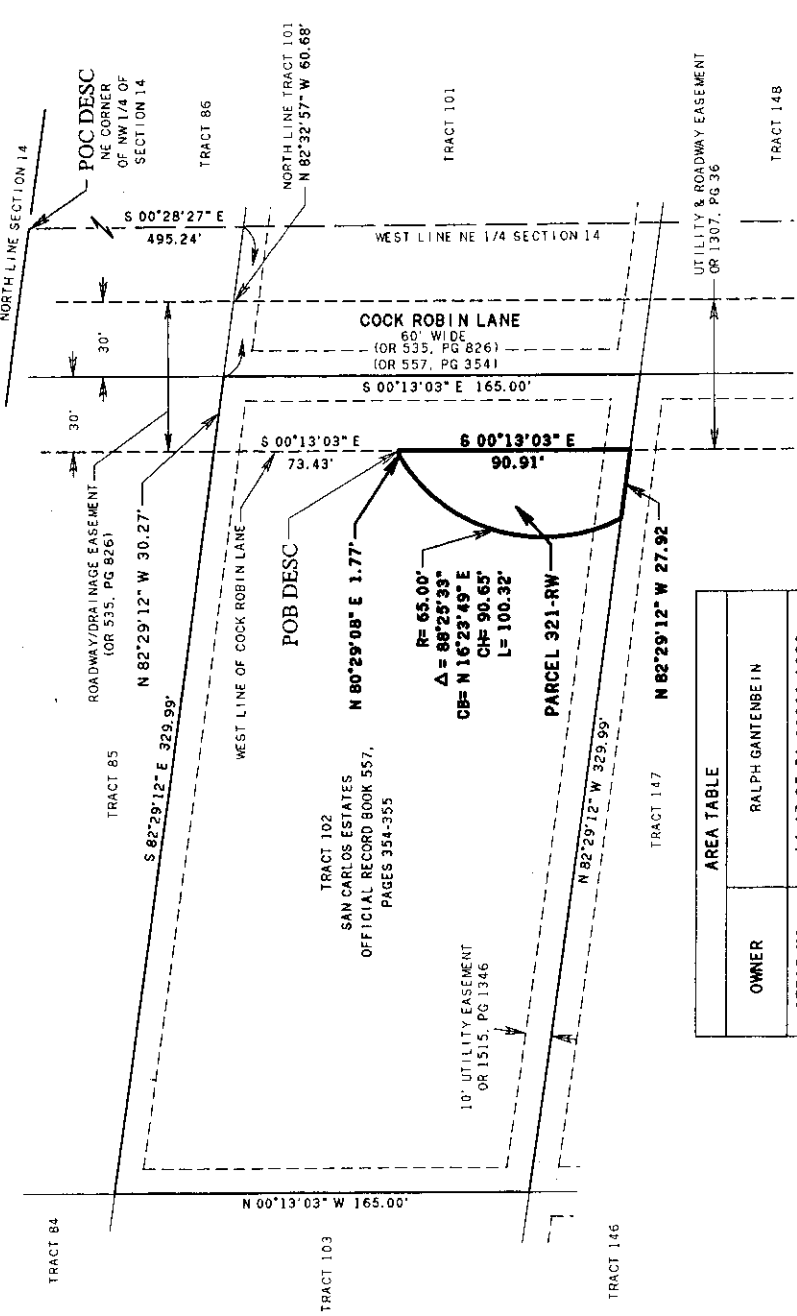 NORTH LINE SECTION 14
POC DESC
NE CORNER
OF NW 1/4 OF
SECTION 14
TRACT 86
NORTH LINE TRACT 101
N 82°32'57" W 60.68'
S 00°28'27" E
495.24'
30'
30'
ROADWAY/DRAINAGE EASEMENT
(OR 535, PG 826)
N 82°29'12" W 30.27'
TRACT 85
S 82°29'12" E 329.99'
TRACT 84
WEST LINE NE 1/4 SECTION 14
TRACT 101
COCK ROBIN LANE
60' WIDE
(OR 535, PG 826)
(OR 557, PG 354)
S 00°13'03" E 165.00'
UTILITY & ROADWAY EASEMENT
OR 1307, PG 36
TRACT 148
WEST LINE OF COCK ROBIN LANE
S 00°13'03" E
73.43'
S 00°13'03" E
90.91'
POB DESC
N 80°29'08" E 1.77'
R= 65.00'
Δ = 88°25'33"
CB= N 16°23'49" E
CH= 90.65'
L= 100.32'
PARCEL 321-RW
N 82°29'12" W 27.92
TRACT 102
SAN CARLOS ESTATES
OFFICIAL RECORD BOOK 557,
PAGES 354-355
N 82°29'12" W 329.99'
TRACT 147
10' UTILITY EASEMENT
OR 1515, PG 1346
N 00°13'03" W 165.00'
TRACT 103
TRACT 146
AREA TABLE
OWNER
RALPH GANTENBEIN